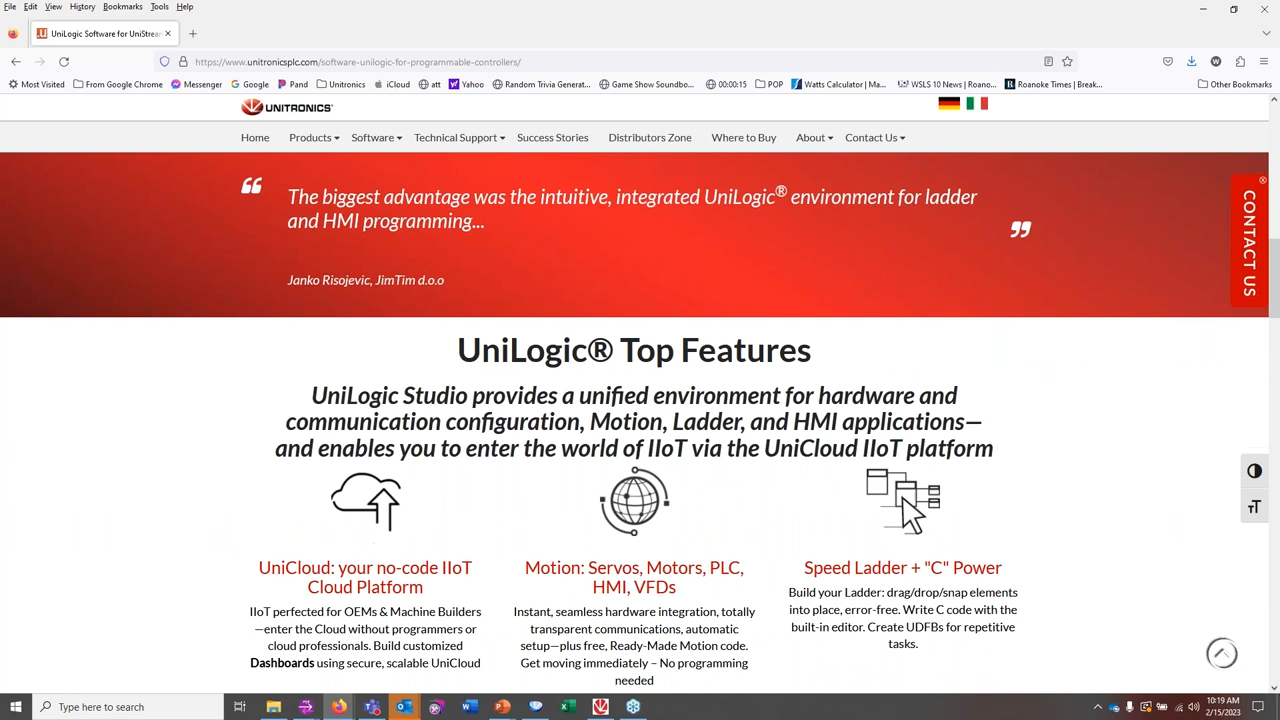 File Edit View History Bookmarks Tools Help
UniLogic Software for UniStream
https://www.unitronicsplc.com/software-unilogic-for-programmable-controllers/
Most Visited From Google Chrome Messenger Google Pand Unitronics iCloud att Yahoo Random Trivia Generat... Game Show Soundbo... 00:00:15 POP Watts Calculator | Ma... WSLS 10 News | Roano... Roanoke Times | Break... Other Bookmarks
UNITRONICS
Home Products Software Technical Support Success Stories Distributors Zone Where to Buy About Contact Us
“ The biggest advantage was the intuitive, integrated UniLogic® environment for ladder
and HMI programming... ”
Janko Risojevic, JimTim d.o.o
CONTACT US
UniLogic® Top Features
UniLogic Studio provides a unified environment for hardware and
communication configuration, Motion, Ladder, and HMI applications—
and enables you to enter the world of IIoT via the UniCloud IIoT platform
UniCloud: your no-code IIoT
Cloud Platform
IIoT perfected for OEMs & Machine Builders
—enter the Cloud without programmers or
cloud professionals. Build customized
Dashboards using secure, scalable UniCloud
Motion: Servos, Motors, PLC,
HMI, VFDs
Instant, seamless hardware integration, totally
transparent communications, automatic
setup—plus free, Ready-Made Motion code.
Get moving immediately – No programming
needed
Speed Ladder + "C" Power
Build your Ladder: drag/drop/snap elements
into place, error-free. Write C code with the
built-in editor. Create UDFBs for repetitive
tasks.
Type here to search
10:19 AM
2/15/2023